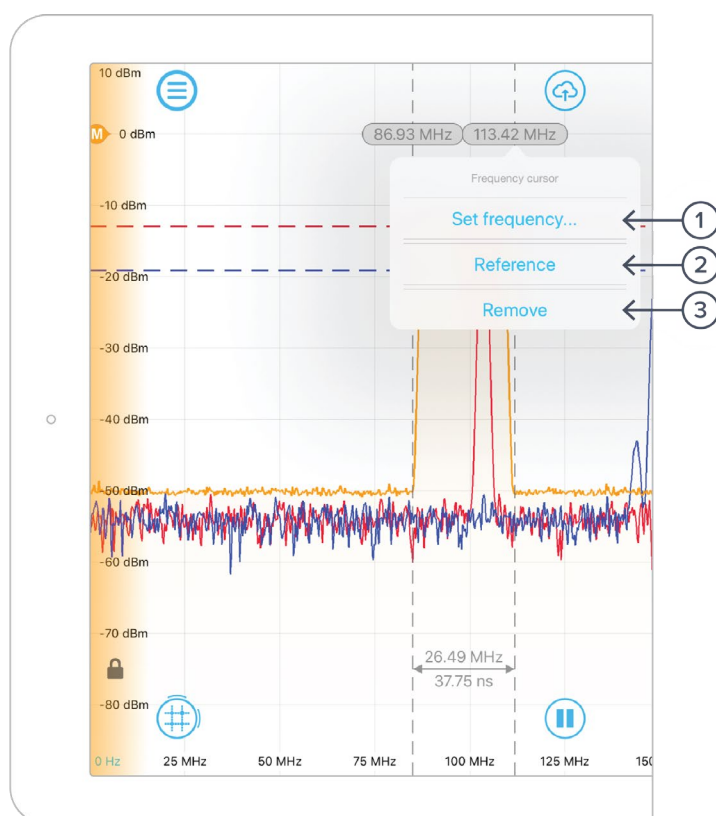 10 dBm
M 0 dBm
86.93 MHz 113.42 MHz
Frequency cursor
-10 dBm
Set frequency... 1
Reference 2
-20 dBm
Remove 3
-30 dBm
-40 dBm
-50 dBm
-60 dBm
-70 dBm
26.49 MHz
37.75 ns
-80 dBm
0 Hz 25 MHz 50 MHz 75 MHz 100 MHz 125 MHz 150